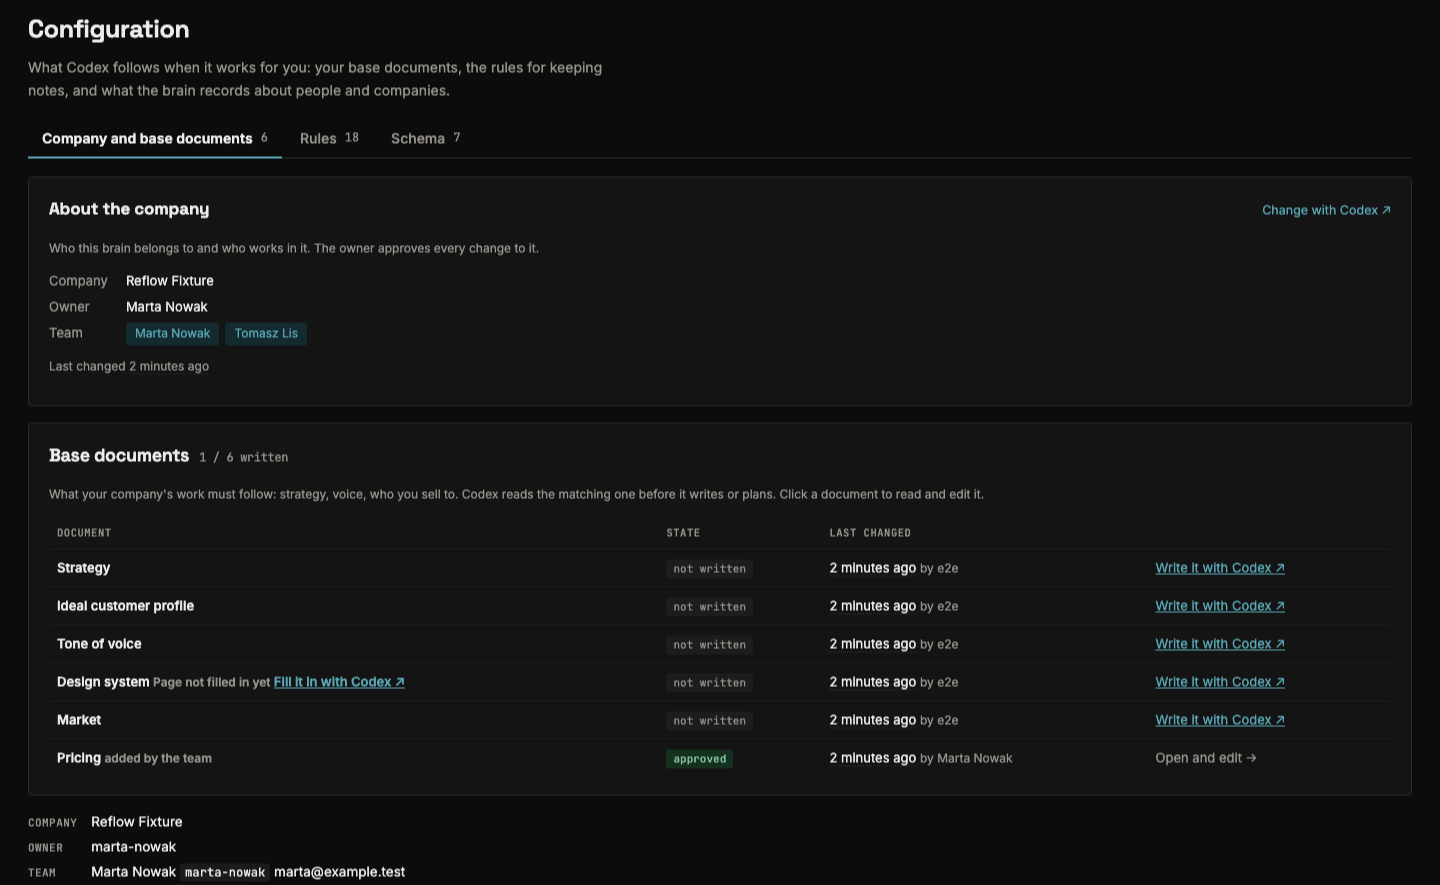 Configuration
What Codex follows when it works for you: your base documents, the rules for keeping
notes, and what the brain records about people and companies.
Company and base documents 6 Rules 18 Schema 7
About the company
Change with Codex ↗
Who this brain belongs to and who works in it. The owner approves every change to it.
Company Reflow Fixture
Owner Marta Nowak
Team Marta Nowak Tomasz Lis
Last changed 2 minutes ago
Base documents 1 / 6 written
What your company's work must follow: strategy, voice, who you sell to. Codex reads the matching one before it writes or plans. Click a document to read and edit it.
DOCUMENT STATE LAST CHANGED
Strategy not written 2 minutes ago by e2e Write it with Codex ↗
Ideal customer profile not written 2 minutes ago by e2e Write it with Codex ↗
Tone of voice not written 2 minutes ago by e2e Write it with Codex ↗
Design system Page not filled in yet Fill it in with Codex ↗ not written 2 minutes ago by e2e Write it with Codex ↗
Market not written 2 minutes ago by e2e Write it with Codex ↗
Pricing added by the team approved 2 minutes ago by Marta Nowak Open and edit →
COMPANY Reflow Fixture
OWNER marta-nowak
TEAM Marta Nowak marta-nowak marta@example.test